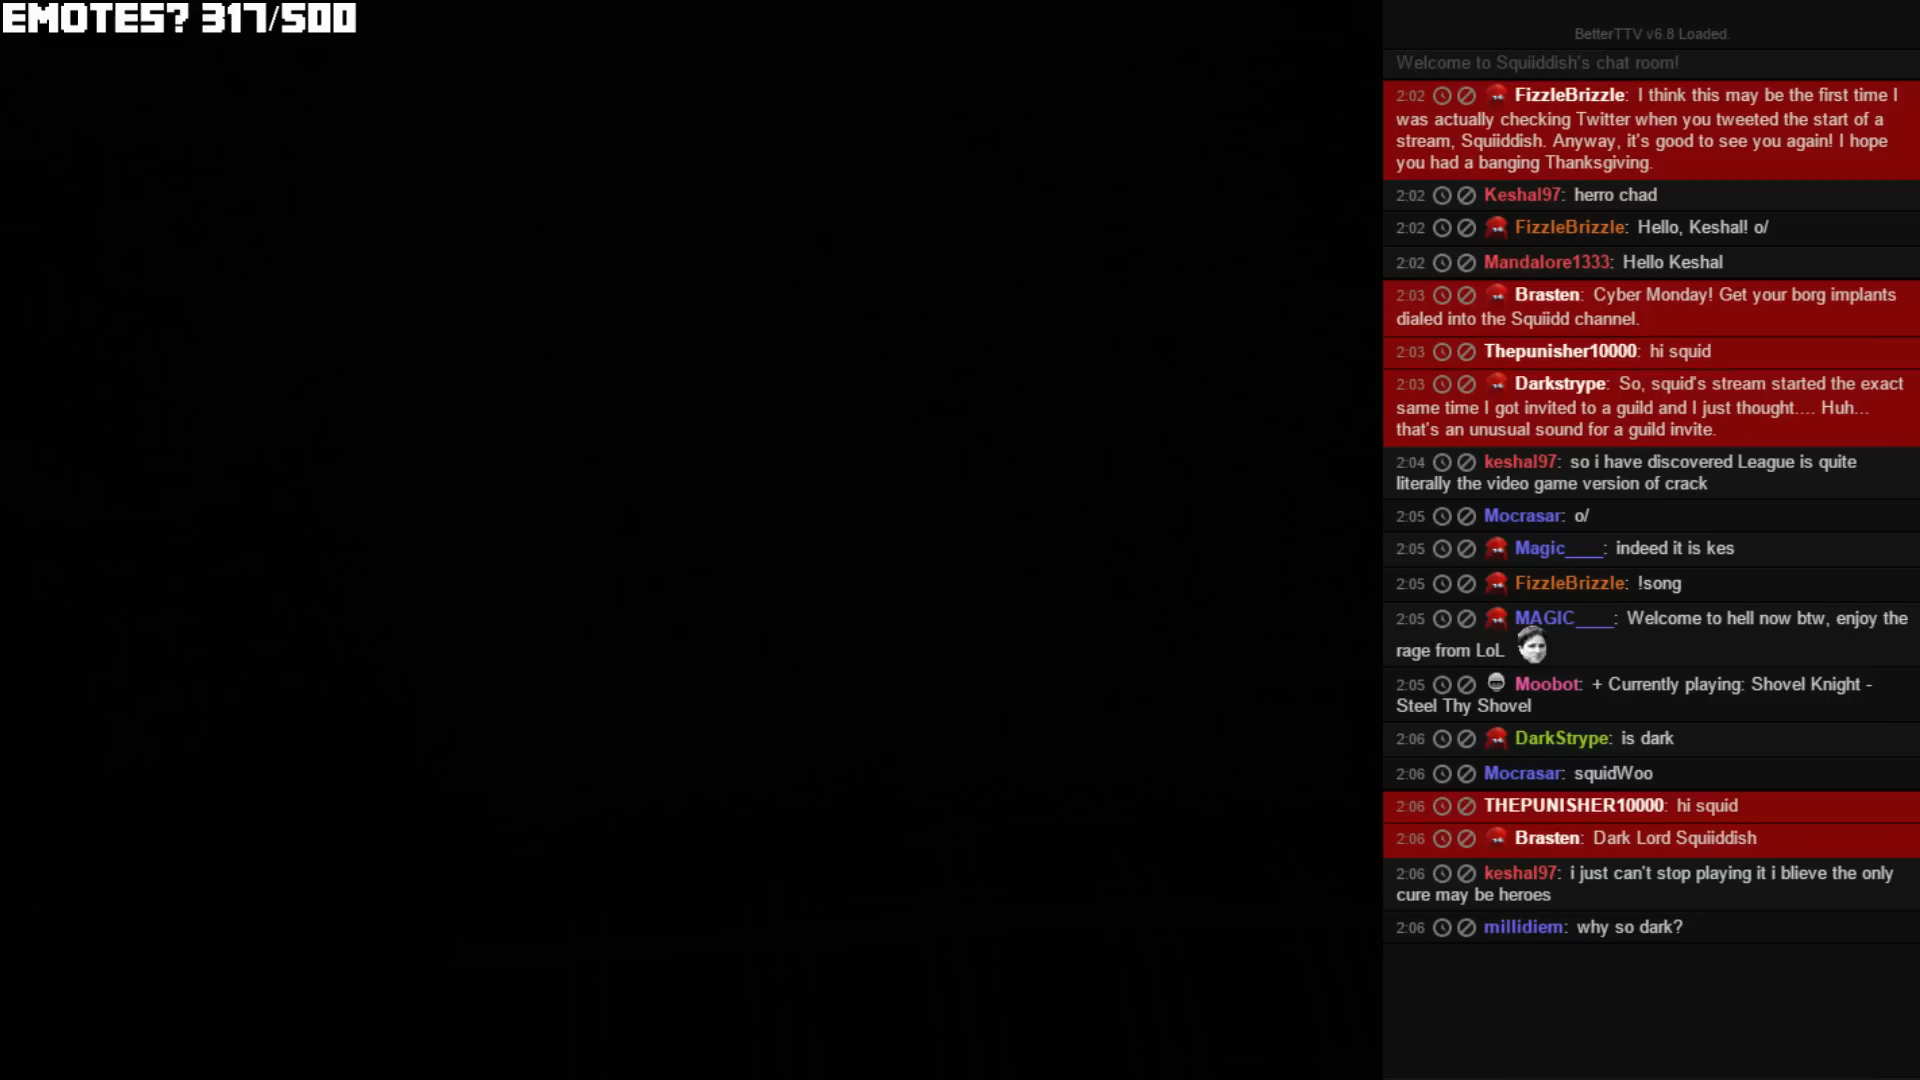 EMOTES? 317/500
BetterTTV v6.8 Loaded.
Welcome to Squiiddish's chat room!
2:02 FizzleBrizzle: I think this may be the first time I
was actually checking Twitter when you tweeted the start of a
stream, Squiiddish. Anyway, it's good to see you again! I hope
you had a banging Thanksgiving.
2:02 Keshal97: herro chad
2:02 FizzleBrizzle: Hello, Keshal! o/
2:02 Mandalore1333: Hello Keshal
2:03 Brasten: Cyber Monday! Get your borg implants
dialed into the Squiidd channel.
2:03 Thepunisher10000: hi squid
2:03 Darkstrype: So, squid's stream started the exact
same time I got invited to a guild and I just thought.... Huh...
that's an unusual sound for a guild invite.
2:04 keshal97: so i have discovered League is quite
literally the video game version of crack
2:05 Mocrasar: o/
2:05 Magic____: indeed it is kes
2:05 FizzleBrizzle: !song
2:05 MAGIC____: Welcome to hell now btw, enjoy the
rage from LoL
2:05 Moobot: + Currently playing: Shovel Knight -
Steel Thy Shovel
2:06 DarkStrype: is dark
2:06 Mocrasar: squidWoo
2:06 THEPUNISHER10000: hi squid
2:06 Brasten: Dark Lord Squiiddish
2:06 keshal97: i just can't stop playing it i blieve the only
cure may be heroes
2:06 millidiem: why so dark?